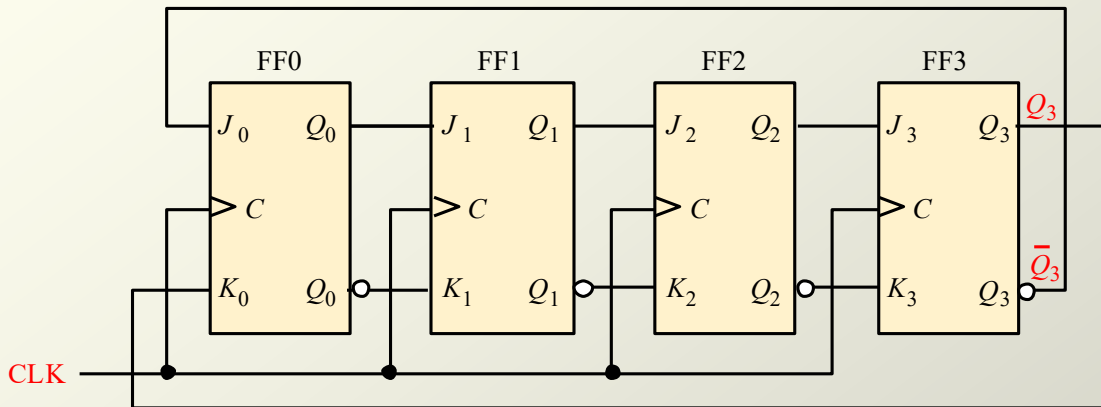 FF0 FF1 FF2 FF3
J0 Q0 J1 Q1 J2 Q2 J3 Q3 Q3
C C C C
Q̅3
K0 Q0 K1 Q1 K2 Q2 K3 Q3
CLK